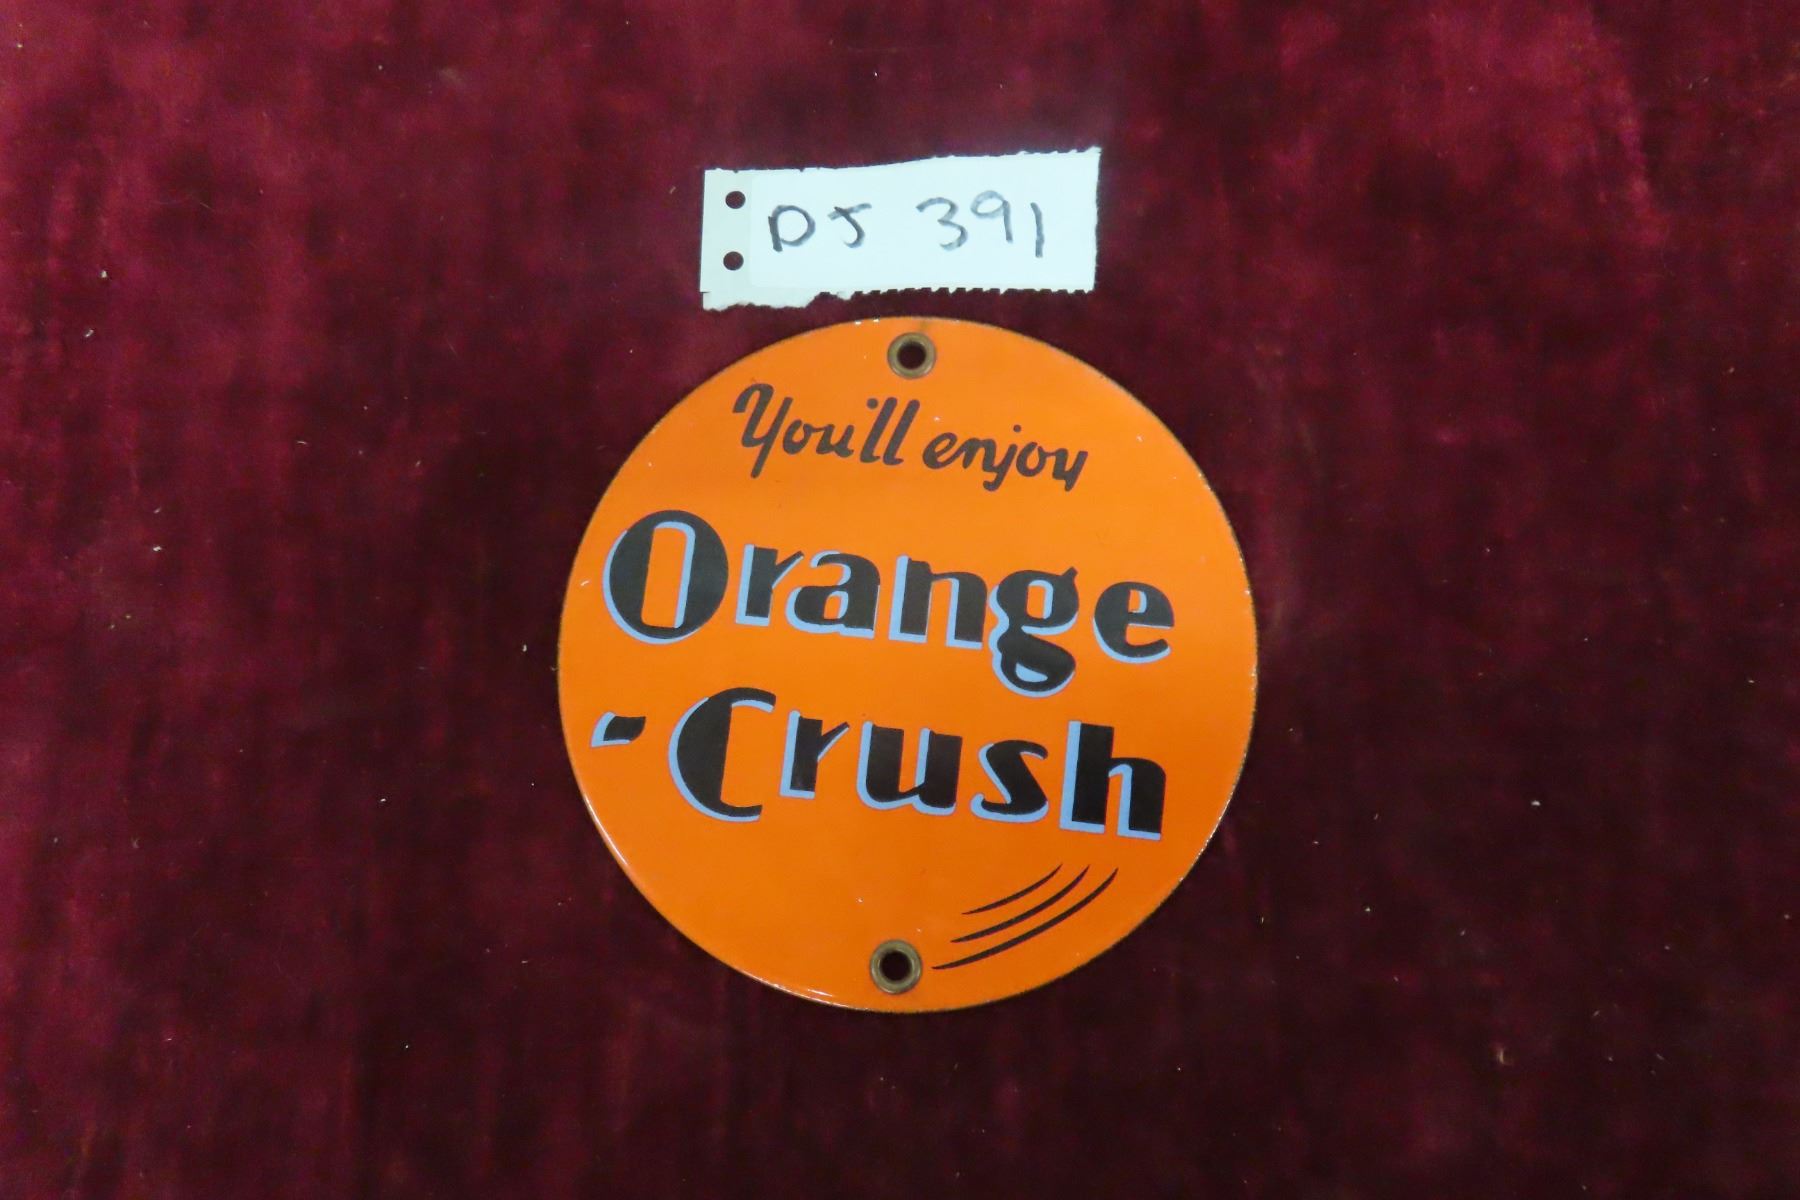 DJ 391
You'll enjoy
Orange
-Crush